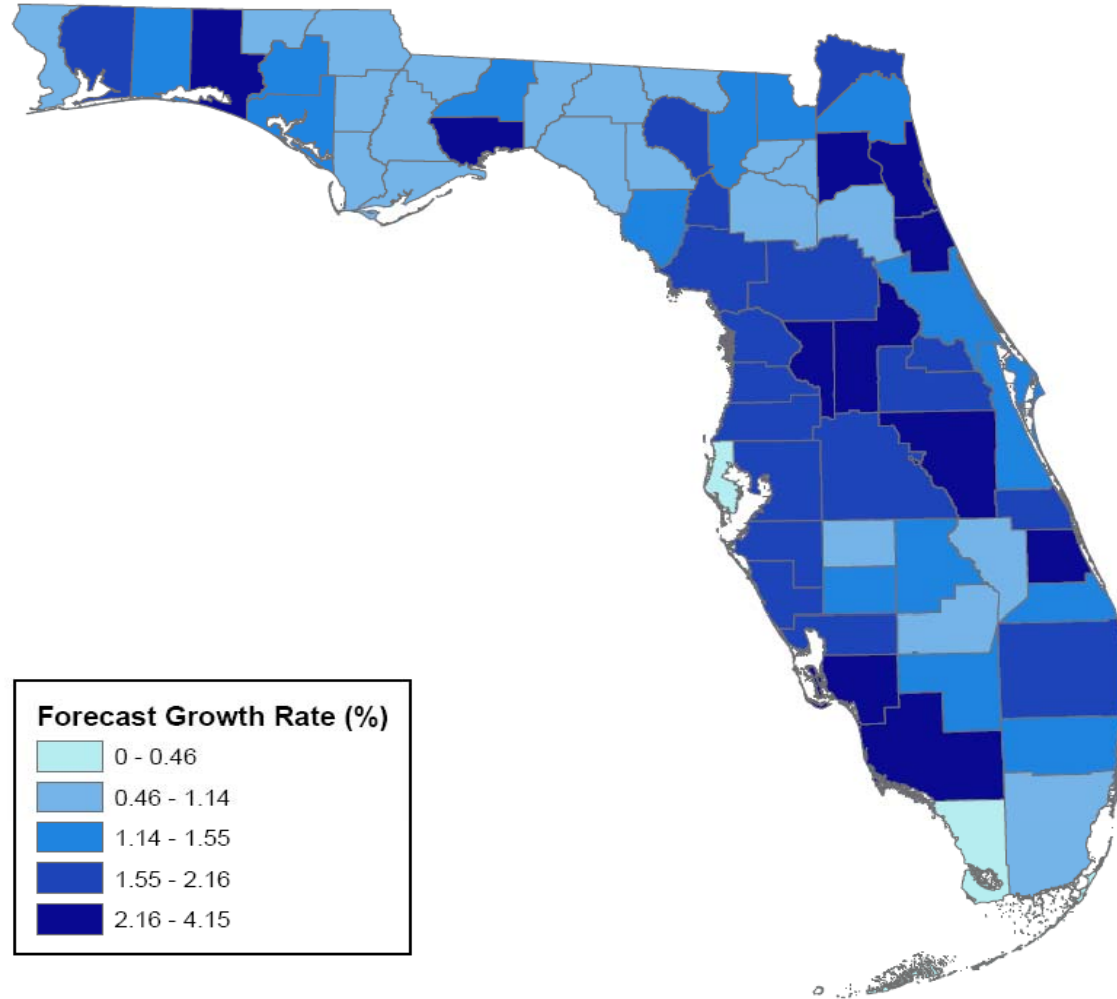 Forecast Growth Rate (%)
0 - 0.46
0.46 - 1.14
1.14 - 1.55
1.55 - 2.16
2.16 - 4.15